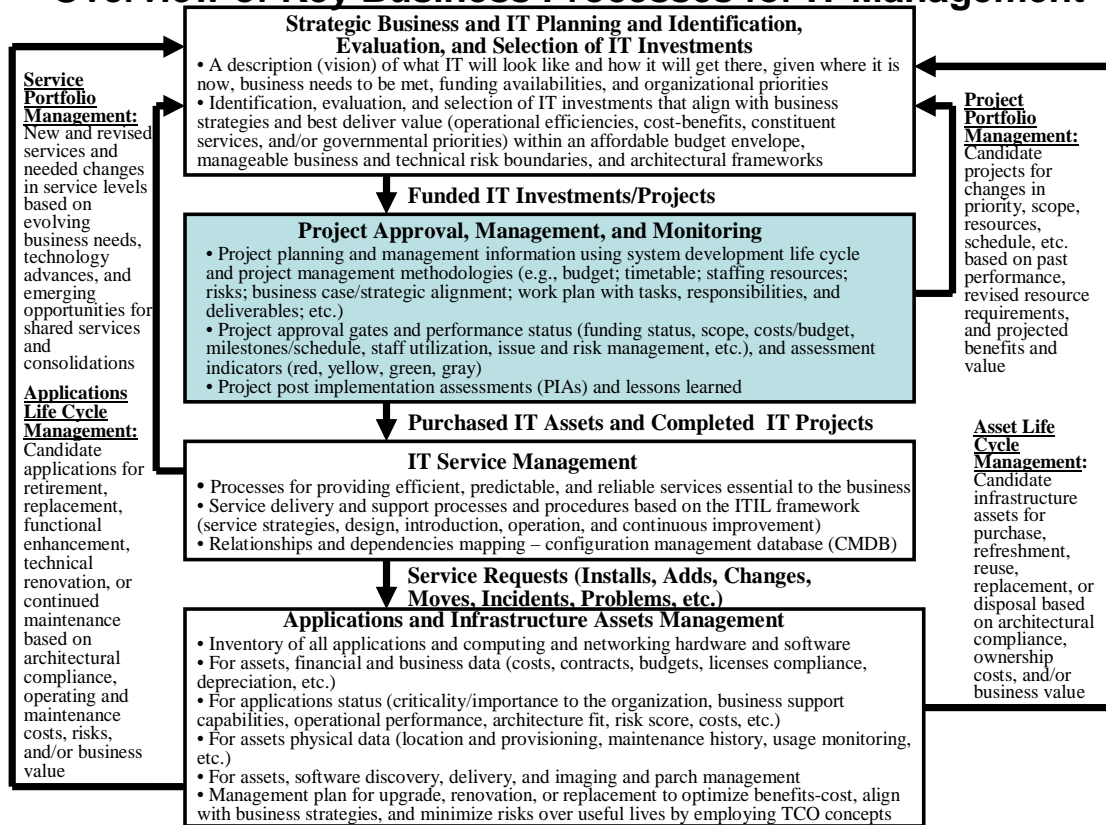 Overview of Key Business Processes for IT Management
Strategic Business and IT Planning and Identification,
Evaluation, and Selection of IT Investments
• A description (vision) of what IT will look like and how it will get there, given where it is
now, business needs to be met, funding availabilities, and organizational priorities
• Identification, evaluation, and selection of IT investments that align with business
strategies and best deliver value (operational efficiencies, cost-benefits, constituent
services, and/or governmental priorities) within an affordable budget envelope,
manageable business and technical risk boundaries, and architectural frameworks
Service
Portfolio
Management:
New and revised
services and
needed changes
in service levels
based on
evolving
business needs,
technology
advances, and
emerging
opportunities for
shared services
and
consolidations
Project
Portfolio
Management:
Candidate
projects for
changes in
priority, scope,
resources,
schedule, etc.
based on past
performance,
revised resource
requirements,
and projected
benefits and
value
Funded IT Investments/Projects
Project Approval, Management, and Monitoring
• Project planning and management information using system development life cycle
and project management methodologies (e.g., budget; timetable; staffing resources;
risks; business case/strategic alignment; work plan with tasks, responsibilities, and
deliverables; etc.)
• Project approval gates and performance status (funding status, scope, costs/budget,
milestones/schedule, staff utilization, issue and risk management, etc.), and assessment
indicators (red, yellow, green, gray)
• Project post implementation assessments (PIAs) and lessons learned
Applications
Life Cycle
Management:
Candidate
applications for
retirement,
replacement,
functional
enhancement,
technical
renovation, or
continued
maintenance
based on
architectural
compliance,
operating and
maintenance
costs, risks,
and/or business
value
Purchased IT Assets and Completed IT Projects
IT Service Management
• Processes for providing efficient, predictable, and reliable services essential to the business
• Service delivery and support processes and procedures based on the ITIL framework
(service strategies, design, introduction, operation, and continuous improvement)
• Relationships and dependencies mapping – configuration management database (CMDB)
Asset Life
Cycle
Management:
Candidate
infrastructure
assets for
purchase,
refreshment,
reuse,
replacement, or
disposal based
on architectural
compliance,
ownership
costs, and/or
business value
Service Requests (Installs, Adds, Changes,
Moves, Incidents, Problems, etc.)
Applications and Infrastructure Assets Management
• Inventory of all applications and computing and networking hardware and software
• For assets, financial and business data (costs, contracts, budgets, licenses compliance,
depreciation, etc.)
• For applications status (criticality/importance to the organization, business support
capabilities, operational performance, architecture fit, risk score, costs, etc.)
• For assets physical data (location and provisioning, maintenance history, usage monitoring,
etc.)
• For assets, software discovery, delivery, and imaging and parch management
• Management plan for upgrade, renovation, or replacement to optimize benefits-cost, align
with business strategies, and minimize risks over useful lives by employing TCO concepts